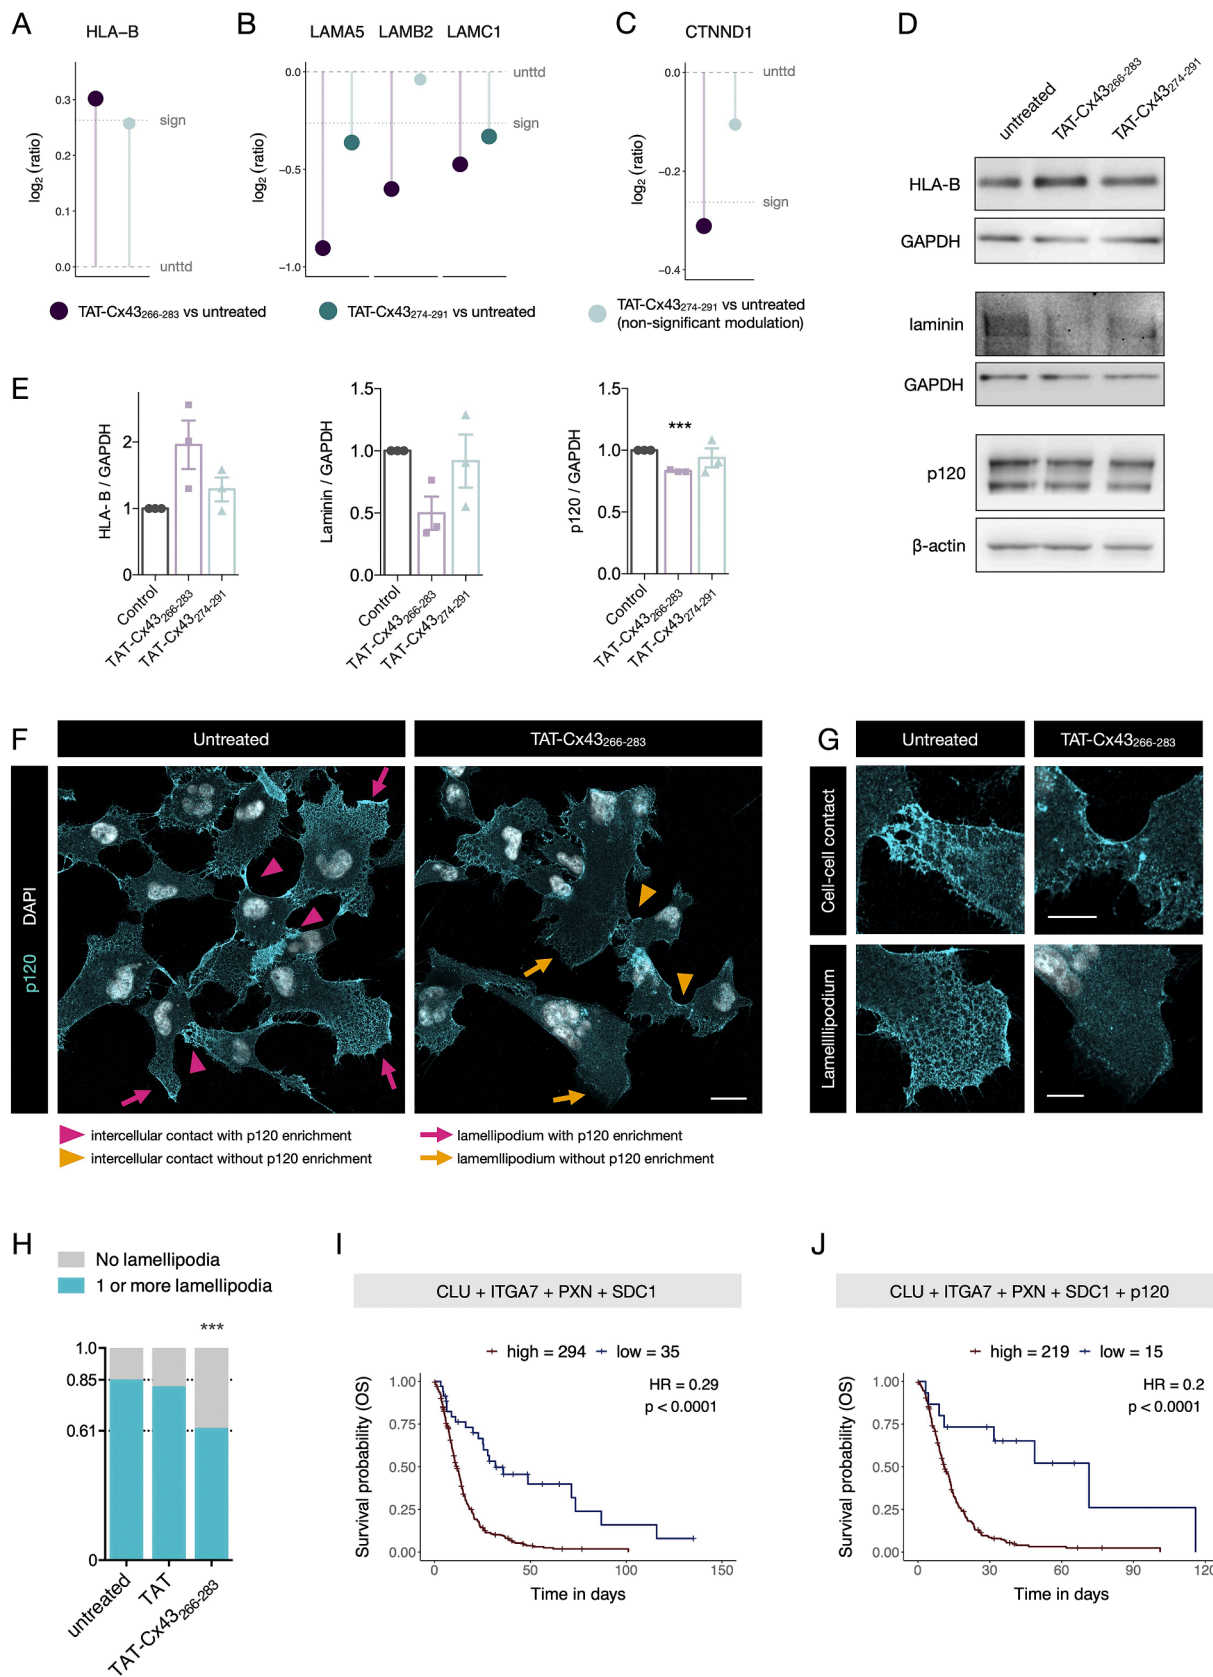 A
HLA–B
log2 (ratio)
0.3
0.2
0.1
0.0
sign
unttd
B
LAMA5
LAMB2
LAMC1
log2 (ratio)
0.0
−0.5
−1.0
unttd
sign
C
CTNND1
log2 (ratio)
0.0
−0.2
−0.4
unttd
sign
TAT-Cx43266-283 vs untreated
TAT-Cx43274-291 vs untreated
TAT-Cx43274-291 vs untreated
(non-significant modulation)
D
untreated
TAT-Cx43266-283
TAT-Cx43274-291
HLA-B
GAPDH
laminin
GAPDH
p120
β-actin
E
HLA- B / GAPDH
2
1
0
Control
TAT-Cx43266-283
TAT-Cx43274-291
Laminin / GAPDH
1.5
1.0
0.5
0.0
Control
TAT-Cx43266-283
TAT-Cx43274-291
p120 / GAPDH
1.5
1.0
0.5
0.0
***
Control
TAT-Cx43266-283
TAT-Cx43274-291
F
Untreated
TAT-Cx43266-283
p120 DAPI
intercellular contact with p120 enrichment
intercellular contact without p120 enrichment
lamellipodium with p120 enrichment
lamemllipodium without p120 enrichment
G
Untreated
TAT-Cx43266-283
Cell-cell contact
Lamellllipodium
H
No lamellipodia
1 or more lamellipodia
***
1.0
0.85
0.61
0
untreated
TAT
TAT-Cx43266-283
I
CLU + ITGA7 + PXN + SDC1
high = 294 low = 35
HR = 0.29
p < 0.0001
Survival probability (OS)
1.00
0.75
0.50
0.25
0.00
0 50 100 150
Time in days
J
CLU + ITGA7 + PXN + SDC1 + p120
high = 219 low = 15
HR = 0.2
p < 0.0001
Survival probability (OS)
1.00
0.75
0.50
0.25
0.00
0 30 60 90 120
Time in days